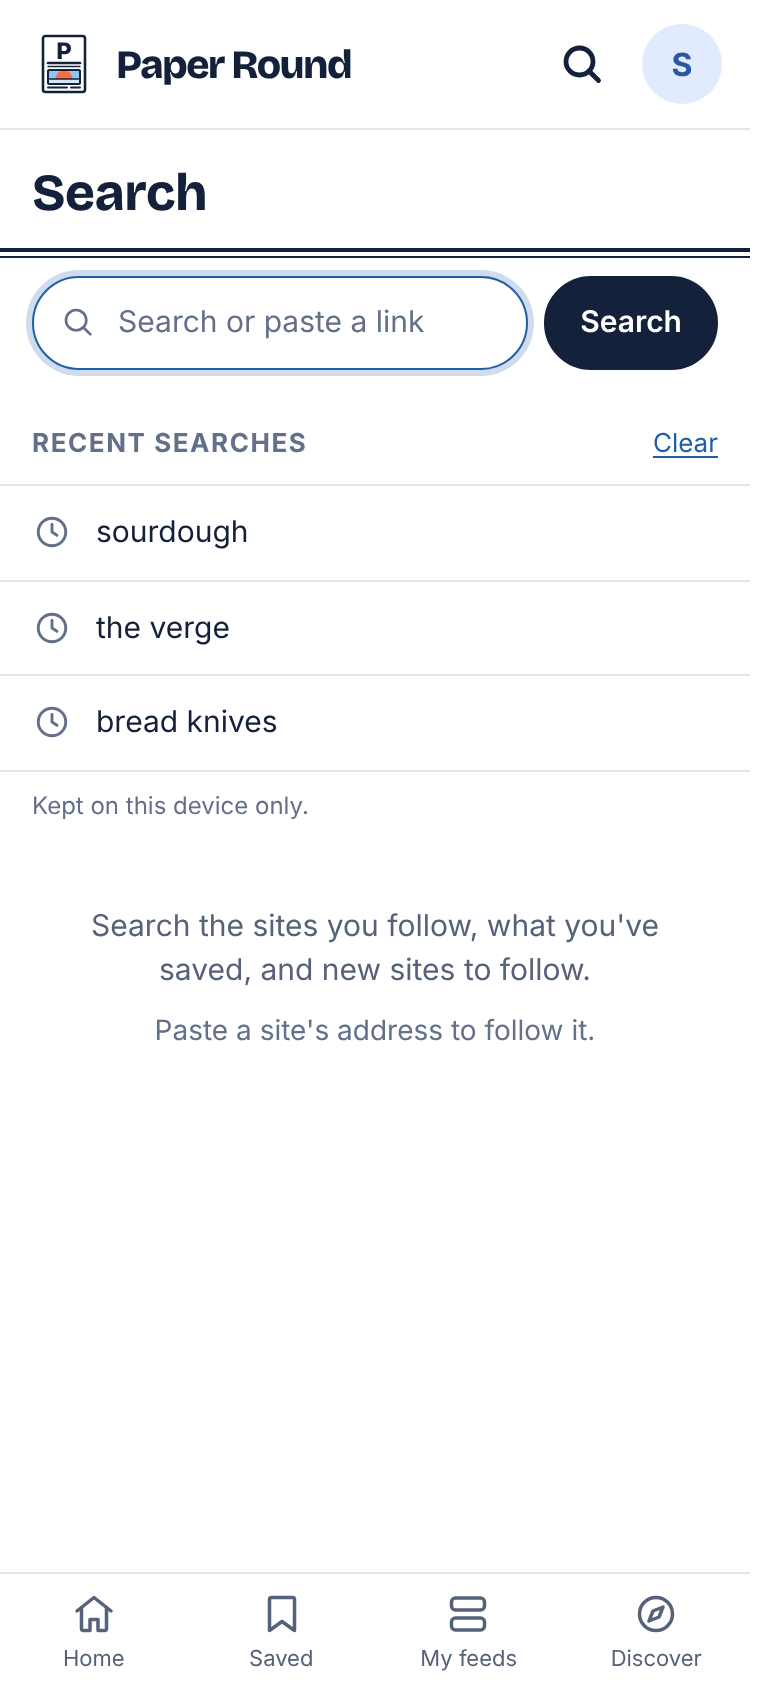 P
Paper Round
S
Search
Search or paste a link
Search
RECENT SEARCHES
Clear
sourdough
the verge
bread knives
Kept on this device only.
Search the sites you follow, what you've
saved, and new sites to follow.
Paste a site's address to follow it.
Home
Saved
My feeds
Discover